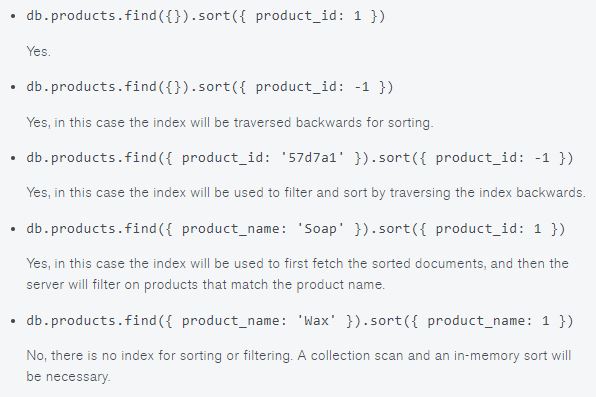 • db.products.find({}).sort({ product_id: 1 })
Yes.
• db.products.find({}).sort({ product_id: -1 })
Yes, in this case the index will be traversed backwards for sorting.
• db.products.find({ product_id: '57d7a1' }).sort({ product_id: -1 })
Yes, in this case the index will be used to filter and sort by traversing the index backwards.
• db.products.find({ product_name: 'Soap' }).sort({ product_id: 1 })
Yes, in this case the index will be used to first fetch the sorted documents, and then the
server will filter on products that match the product name.
• db.products.find({ product_name: 'Wax' }).sort({ product_name: 1 })
No, there is no index for sorting or filtering. A collection scan and an in-memory sort will
be necessary.